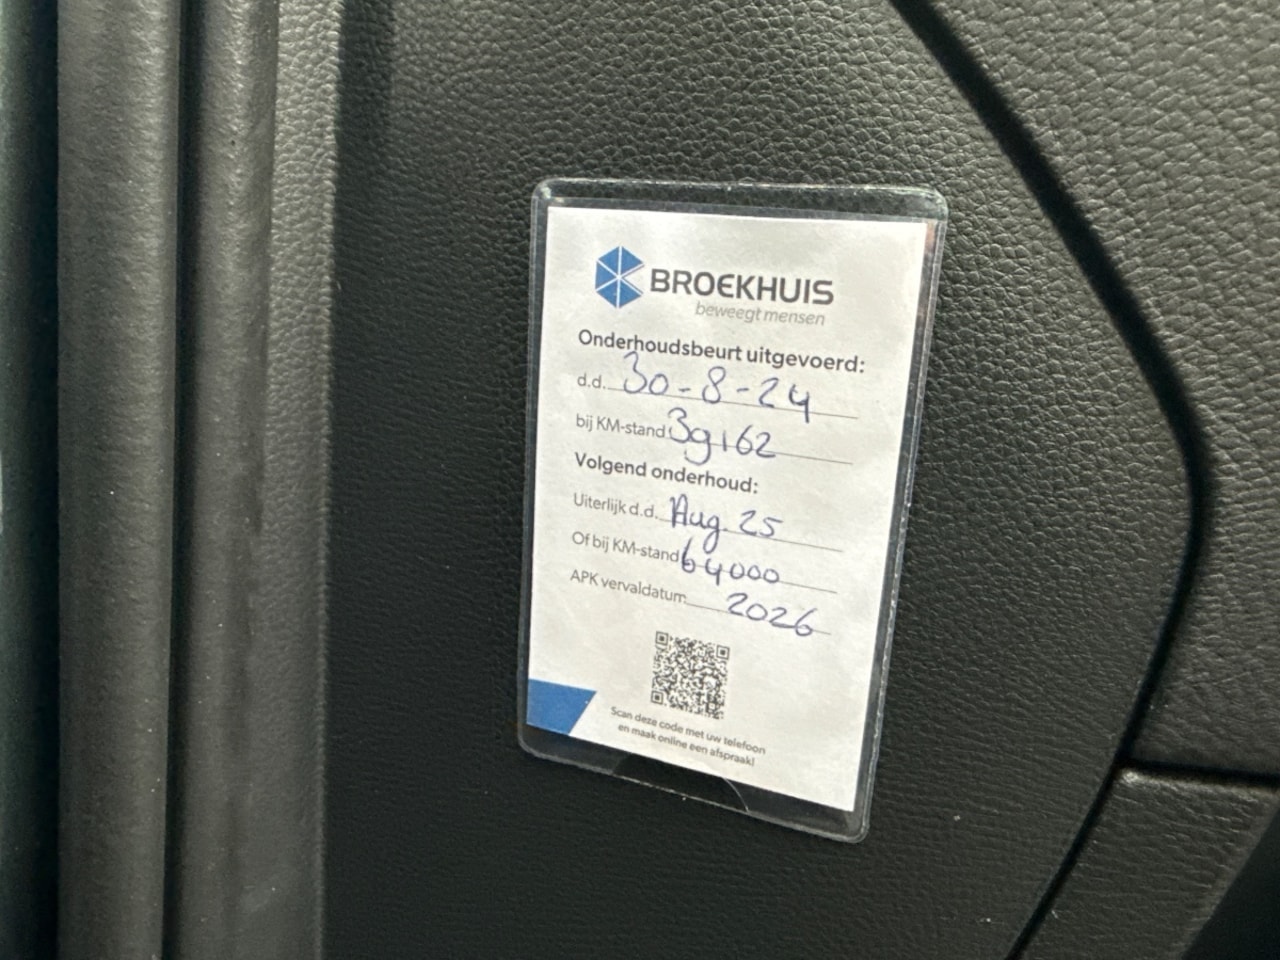 BROEKHUIS
beweegt mensen
Onderhoudsbeurt uitgevoerd:
d.d. 30-8-24
bij KM-stand 39162
Volgend onderhoud:
Uiterlijk d.d. Aug. 25
Of bij KM-stand 64000
APK vervaldatum 2026
Scan deze code met uw telefoon
en maak online een afspraak!